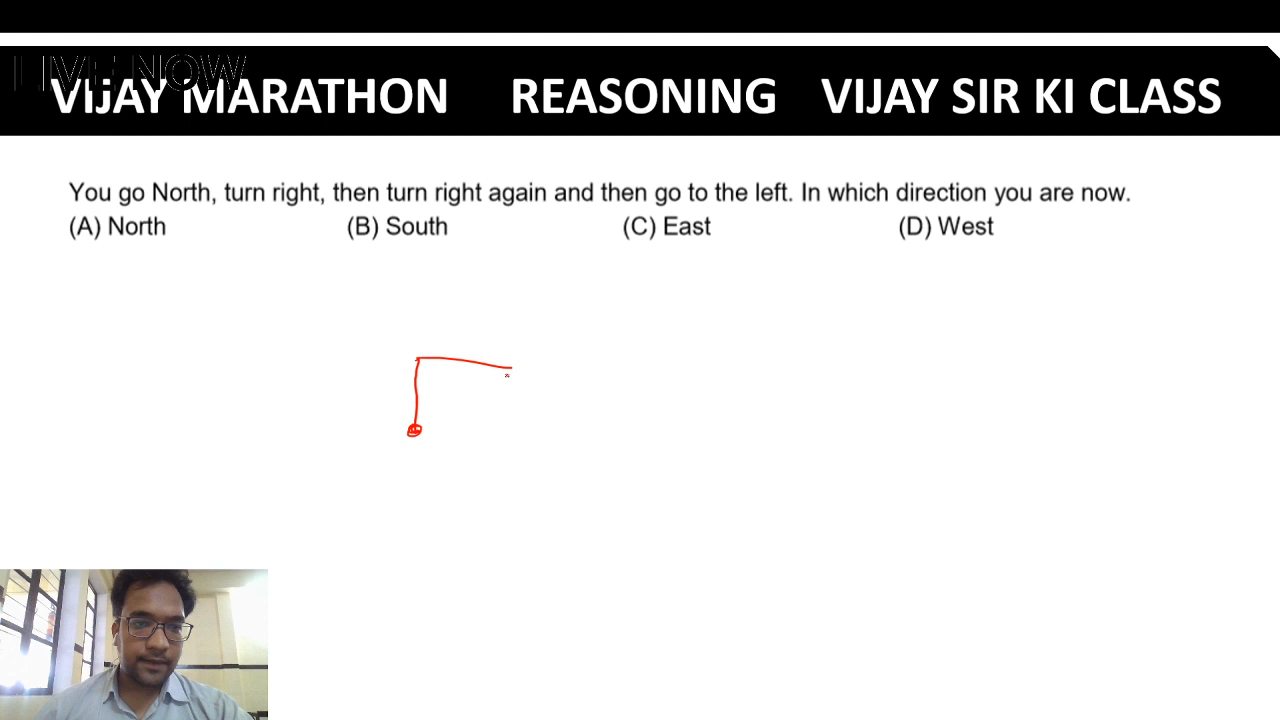 LIVE NOW
VIJAY MARATHON REASONING VIJAY SIR KI CLASS
You go North, turn right, then turn right again and then go to the left. In which direction you are now.
(A) North (B) South (C) East (D) West